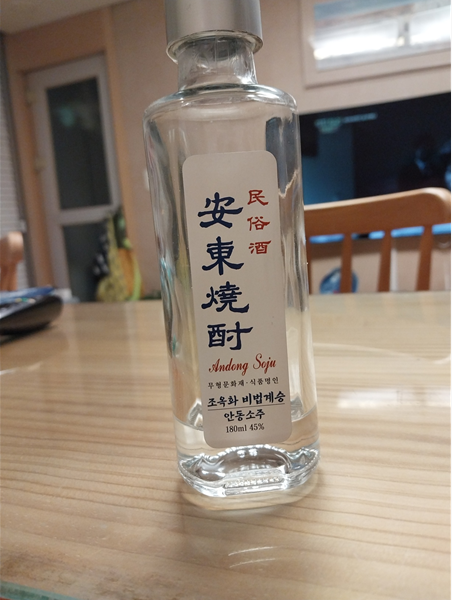 民俗酒
安東燒酎
Andong Soju
무형문화재·식품명인
조옥화 비법계승
안동소주
180ml 45%